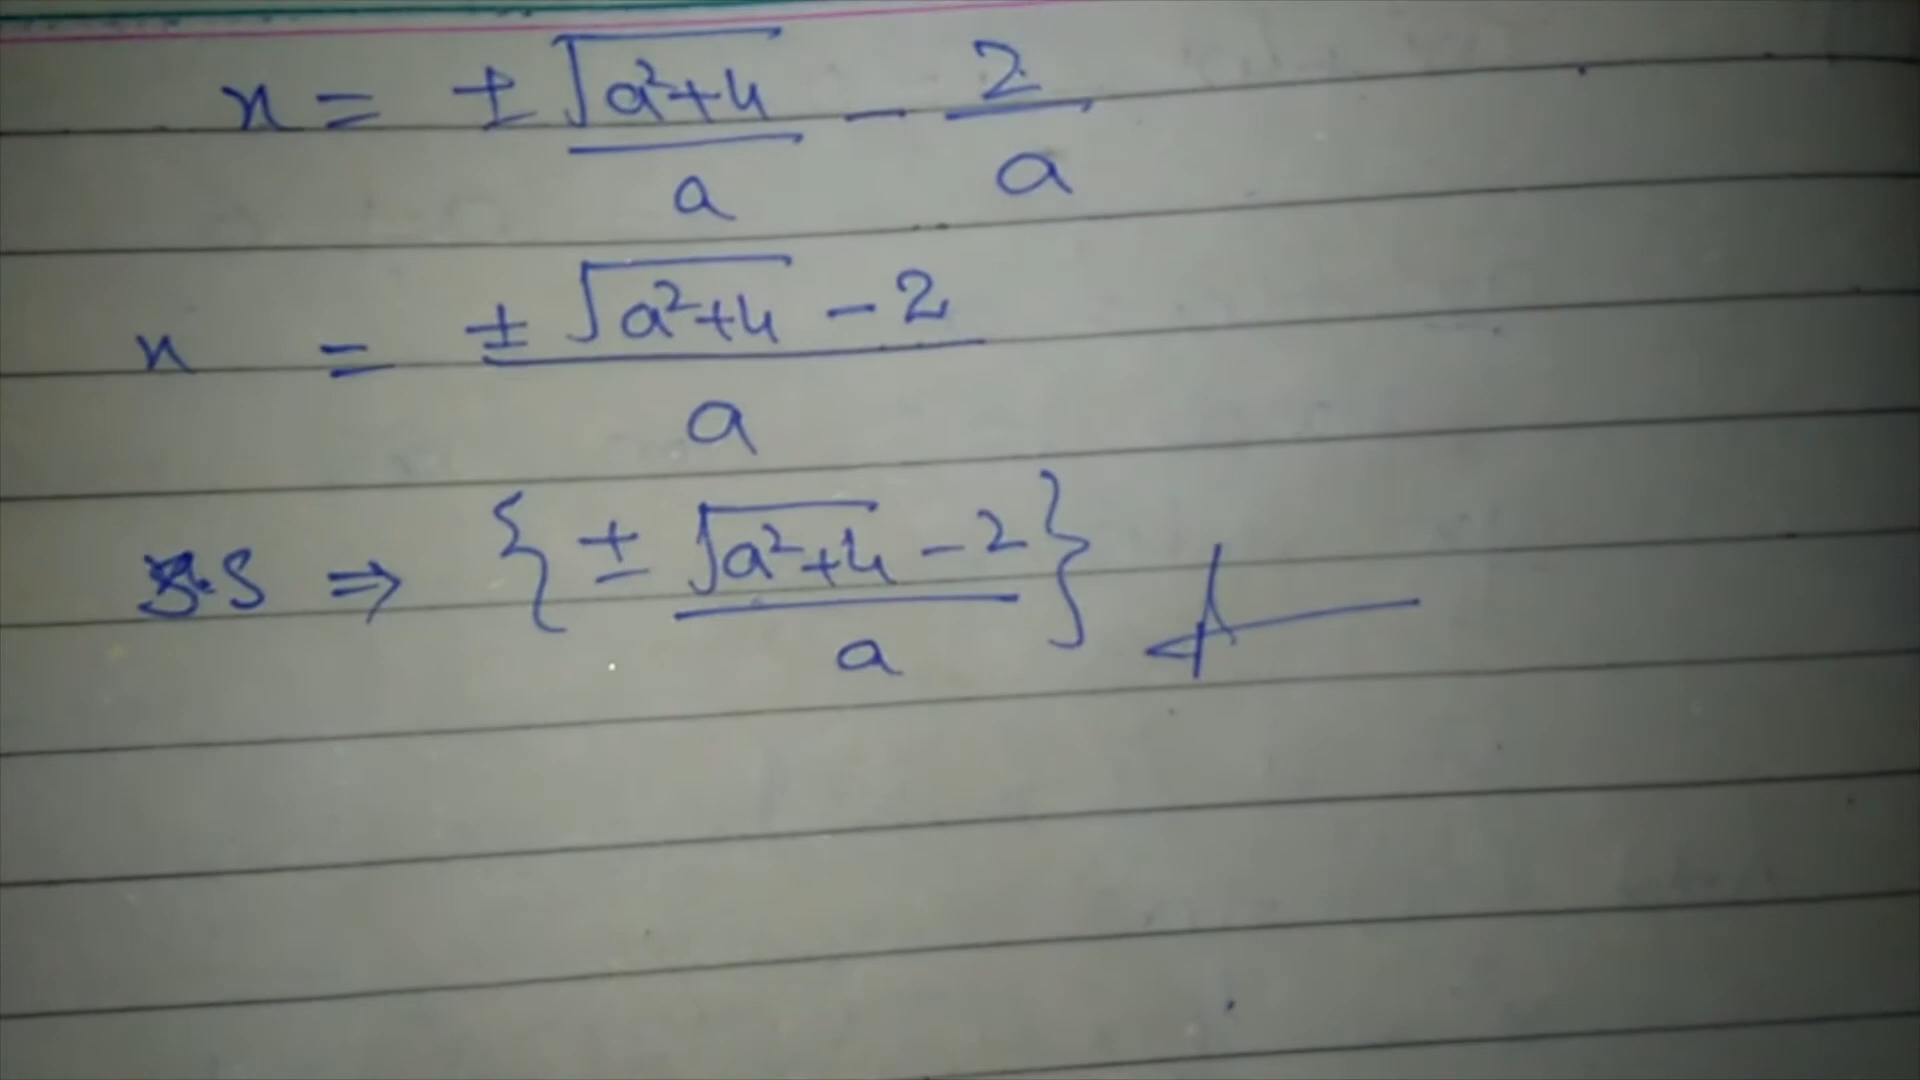 x = ± √(a²+4)/a - 2/a
x = (± √(a²+4) - 2)/a
S.S ⇒ { ± (√(a²+4) - 2)/a }